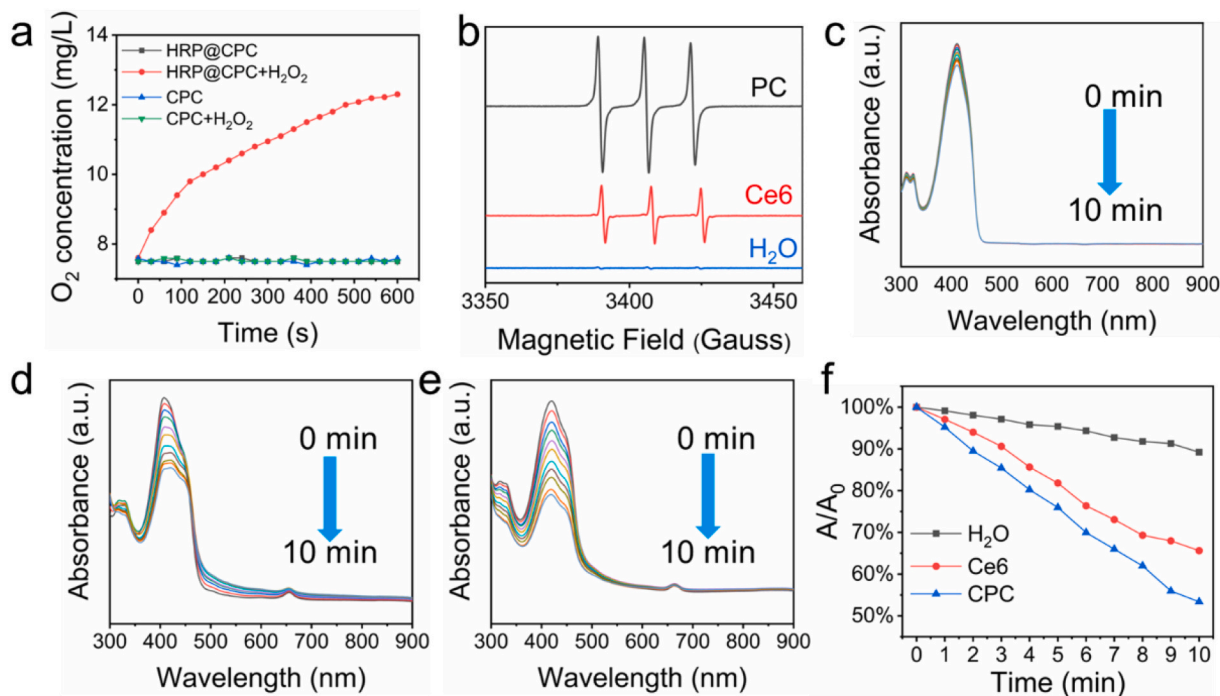 a
O₂ concentration (mg/L)
14
12
10
8
HRP@CPC
HRP@CPC+H₂O₂
CPC
CPC+H₂O₂
0 100 200 300 400 500 600
Time (s)
b
PC
Ce6
H₂O
3350 3400 3450
Magnetic Field (Gauss)
c
Absorbance (a.u.)
0 min
10 min
300 400 500 600 700 800 900
Wavelength (nm)
d
Absorbance (a.u.)
0 min
10 min
300 400 500 600 700 800 900
Wavelength (nm)
e
Absorbance (a.u.)
0 min
10 min
300 400 500 600 700 800 900
Wavelength (nm)
f
A/A₀
100%
90%
80%
70%
60%
50%
H₂O
Ce6
CPC
0 1 2 3 4 5 6 7 8 9 10
Time (min)